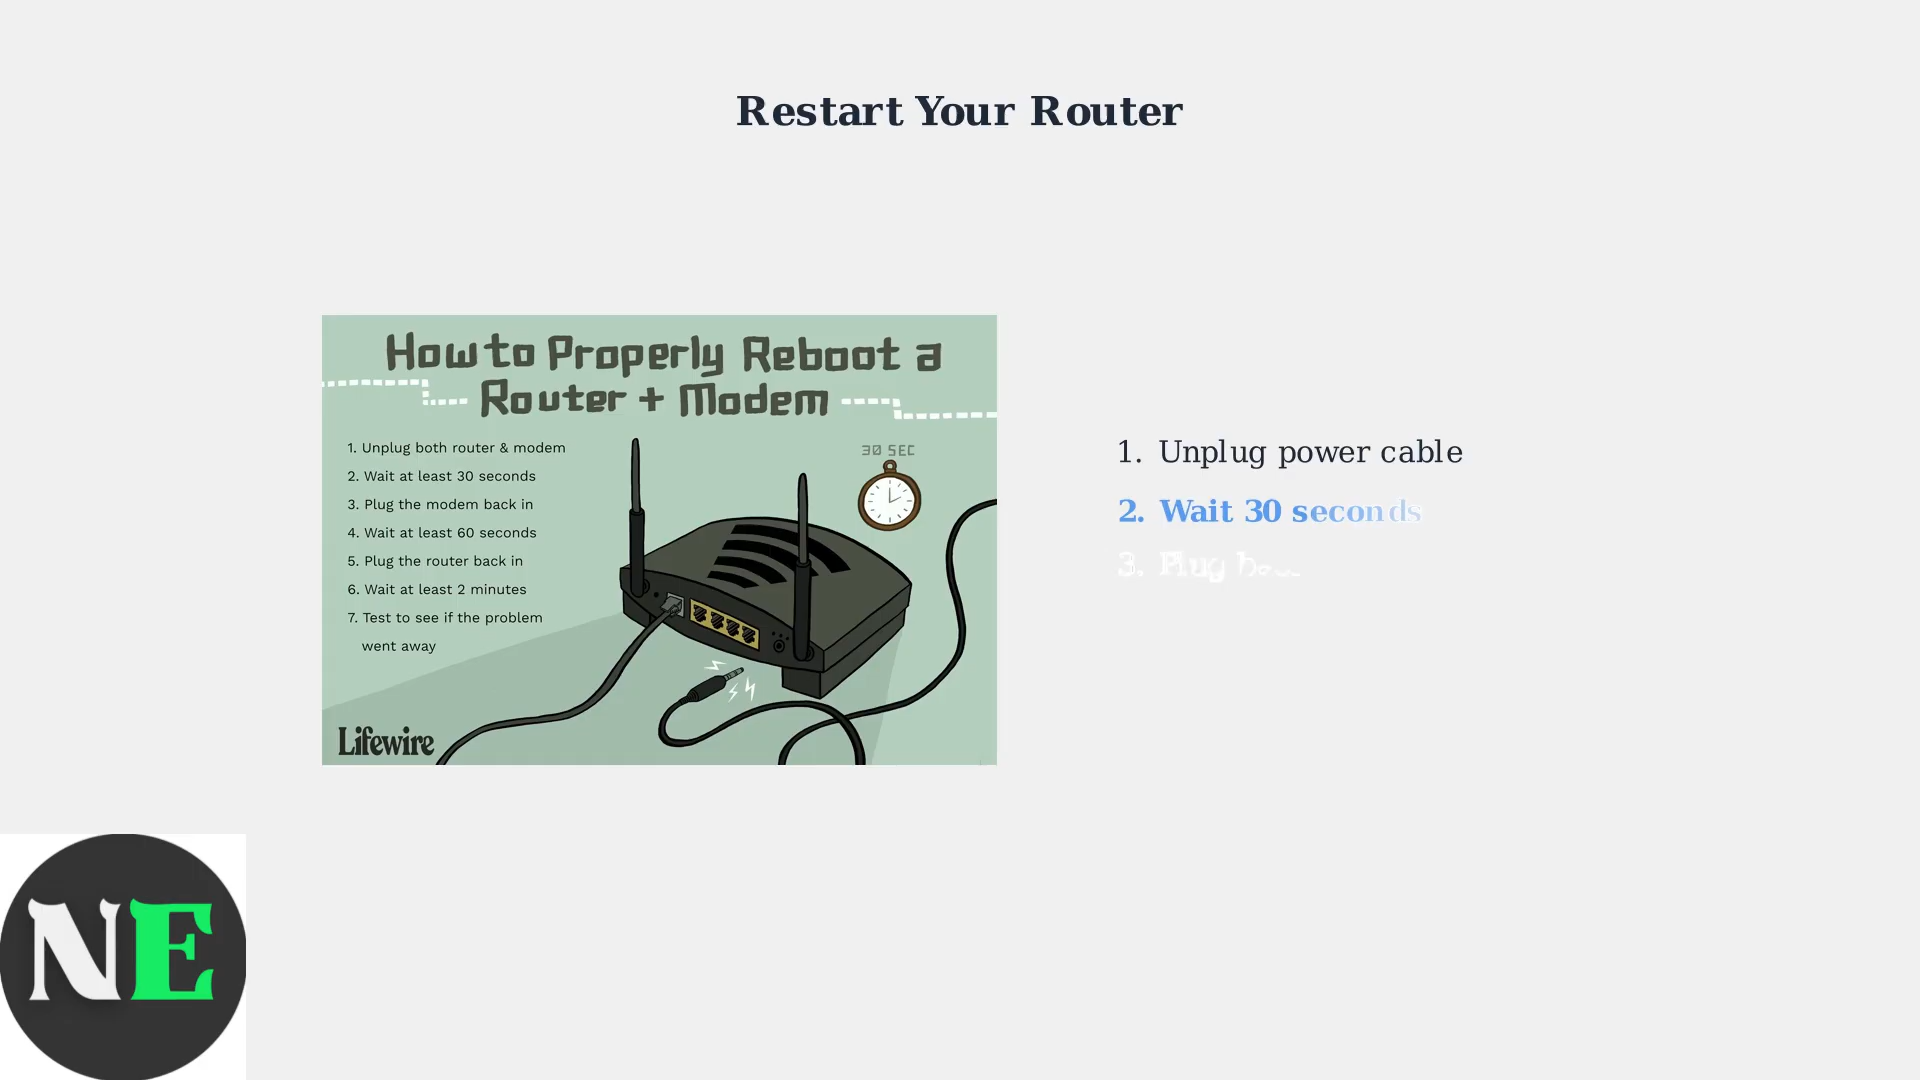 Restart Your Router
How to Properly Reboot a
Router + Modem
1. Unplug both router & modem
2. Wait at least 30 seconds
3. Plug the modem back in
4. Wait at least 60 seconds
5. Plug the router back in
6. Wait at least 2 minutes
7. Test to see if the problem
went away
30 SEC
Lifewire
1. Unplug power cable
2. Wait 30 seconds
3. Plug
NE